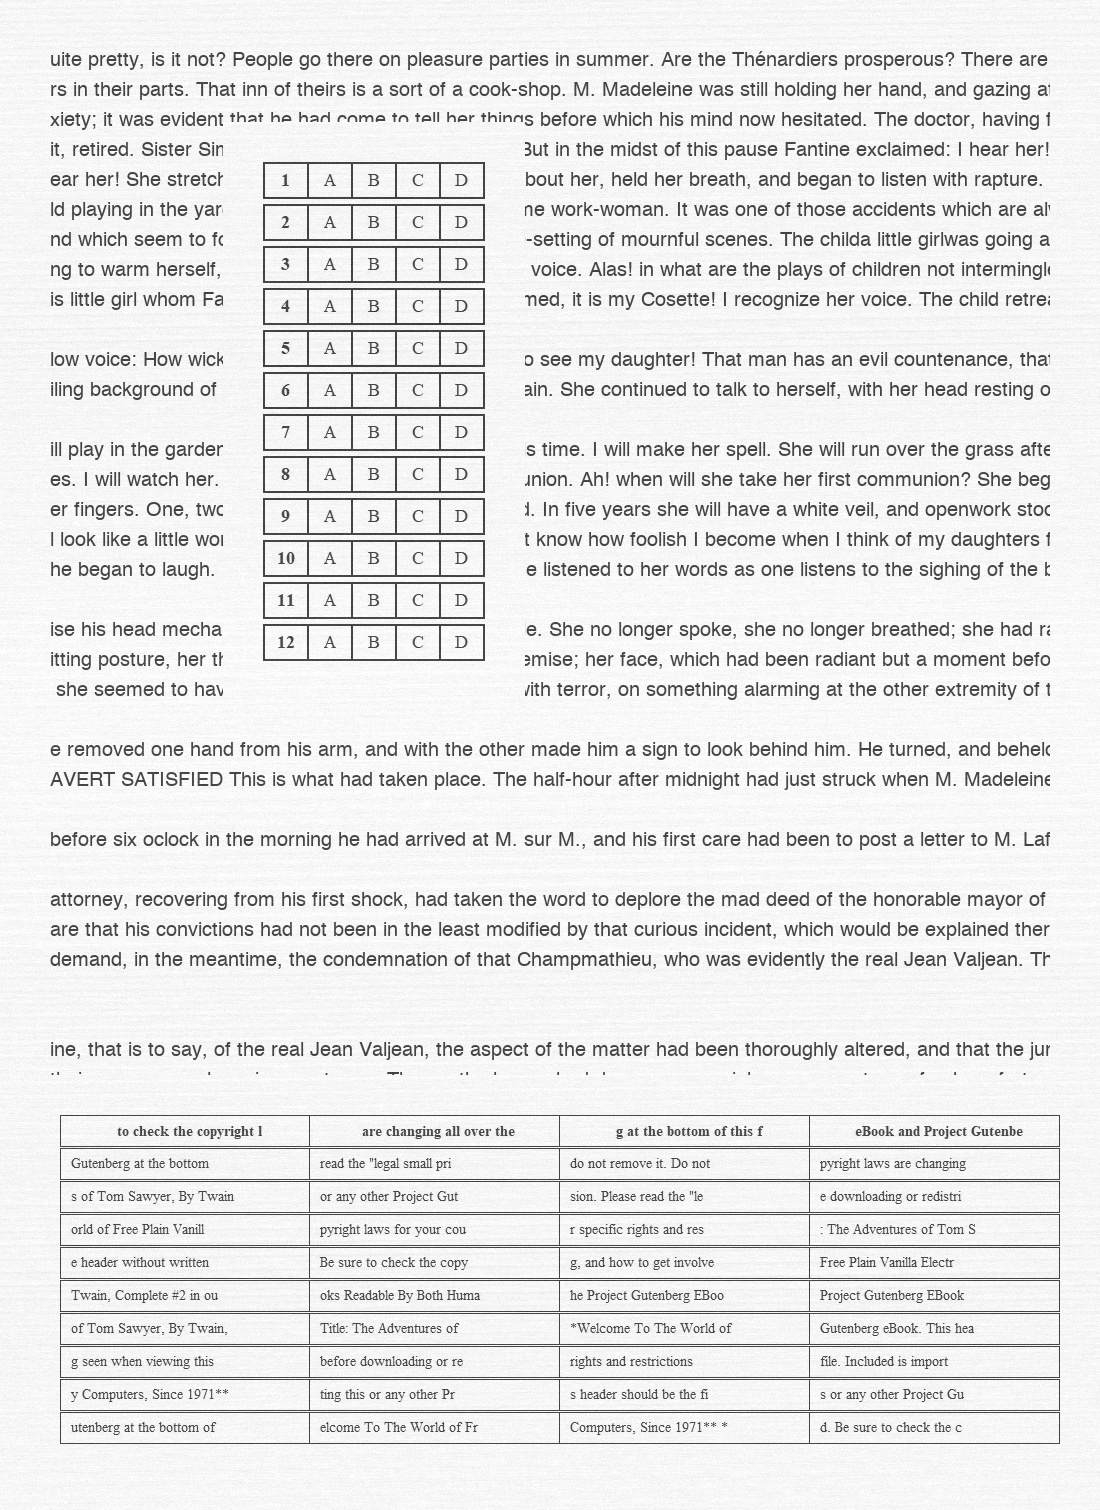 uite pretty, is it not? People go there on pleasure parties in summer. Are the Thénardiers prosperous? There are
rs in their parts. That inn of theirs is a sort of a cook-shop. M. Madeleine was still holding her hand, and gazing at
xiety; it was evident that he had come to tell her things before which his mind now hesitated. The doctor, having f
it, retired. Sister Sin But in the midst of this pause Fantine exclaimed: I hear her!
ear her! She stretch bout her, held her breath, and began to listen with rapture.
ld playing in the yar me work-woman. It was one of those accidents which are al
nd which seem to fo -setting of mournful scenes. The childa little girlwas going a
ng to warm herself, voice. Alas! in what are the plays of children not intermingle
is little girl whom Fa med, it is my Cosette! I recognize her voice. The child retrea
low voice: How wick o see my daughter! That man has an evil countenance, that
iling background of ain. She continued to talk to herself, with her head resting o
ill play in the garden s time. I will make her spell. She will run over the grass afte
es. I will watch her. union. Ah! when will she take her first communion? She beg
er fingers. One, two d. In five years she will have a white veil, and openwork stoc
l look like a little wo t know how foolish I become when I think of my daughters f
he began to laugh. e listened to her words as one listens to the sighing of the b
ise his head mecha e. She no longer spoke, she no longer breathed; she had ra
itting posture, her th emise; her face, which had been radiant but a moment befo
she seemed to hav with terror, on something alarming at the other extremity of t
e removed one hand from his arm, and with the other made him a sign to look behind him. He turned, and beheld
AVERT SATISFIED This is what had taken place. The half-hour after midnight had just struck when M. Madeleine
before six oclock in the morning he had arrived at M. sur M., and his first care had been to post a letter to M. Laf
attorney, recovering from his first shock, had taken the word to deplore the mad deed of the honorable mayor of
are that his convictions had not been in the least modified by that curious incident, which would be explained ther
demand, in the meantime, the condemnation of that Champmathieu, who was evidently the real Jean Valjean. Th
ine, that is to say, of the real Jean Valjean, the aspect of the matter had been thoroughly altered, and that the jur
1 A B C D
2 A B C D
3 A B C D
4 A B C D
5 A B C D
6 A B C D
7 A B C D
8 A B C D
9 A B C D
10 A B C D
11 A B C D
12 A B C D
to check the copyright l are changing all over the g at the bottom of this f eBook and Project Gutenbe
Gutenberg at the bottom read the "legal small pri do not remove it. Do not pyright laws are changing
s of Tom Sawyer, By Twain or any other Project Gut sion. Please read the "le e downloading or redistri
orld of Free Plain Vanill pyright laws for your cou r specific rights and res : The Adventures of Tom S
e header without written Be sure to check the copy g, and how to get involve Free Plain Vanilla Electr
Twain, Complete #2 in ou oks Readable By Both Huma he Project Gutenberg EBoo Project Gutenberg EBook
of Tom Sawyer, By Twain, Title: The Adventures of *Welcome To The World of Gutenberg eBook. This hea
g seen when viewing this before downloading or re rights and restrictions file. Included is import
y Computers, Since 1971** ting this or any other Pr s header should be the fi s or any other Project Gu
utenberg at the bottom of elcome To The World of Fr Computers, Since 1971** * d. Be sure to check the c